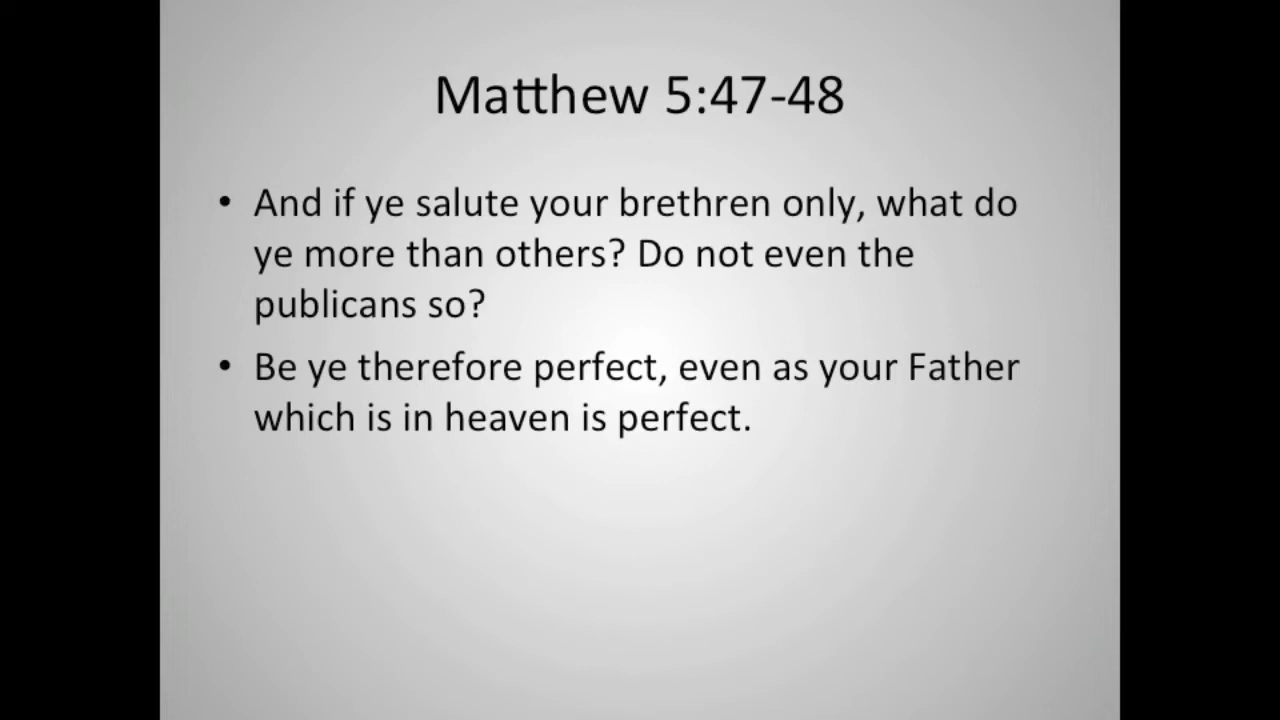 Matthew 5:47-48
• And if ye salute your brethren only, what do
ye more than others? Do not even the
publicans so?
• Be ye therefore perfect, even as your Father
which is in heaven is perfect.